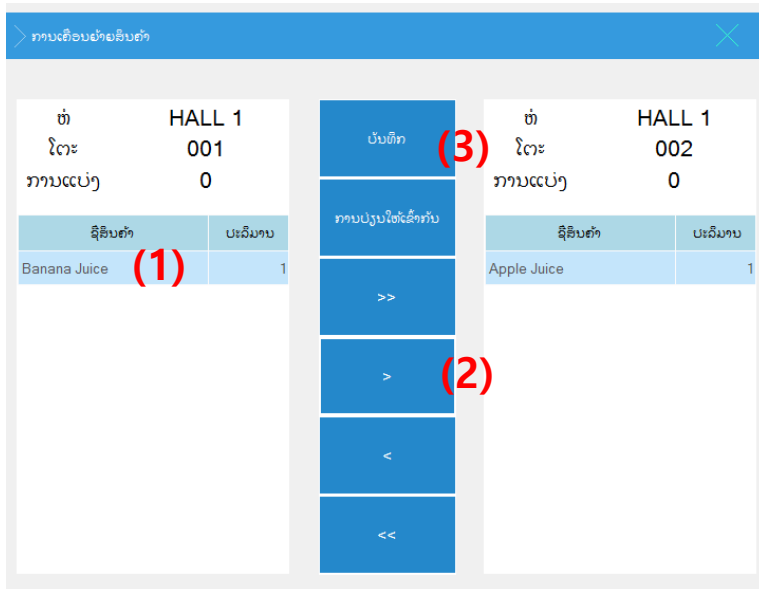 ການເຄື່ອນຍ້າຍສິນຄ້າ
ຫ່ HALL 1
ໂຕະ 001
ການແບ່ງ 0
ຊື່ສິນຄ້າ ປະລິມານ
Banana Juice (1) 1
ບັນທຶກ (3)
ການປ່ຽນໃຫ້ເຂົ້າກັນ
>>
> (2)
<
<<
ຫ່ HALL 1
ໂຕະ 002
ການແບ່ງ 0
ຊື່ສິນຄ້າ ປະລິມານ
Apple Juice 1